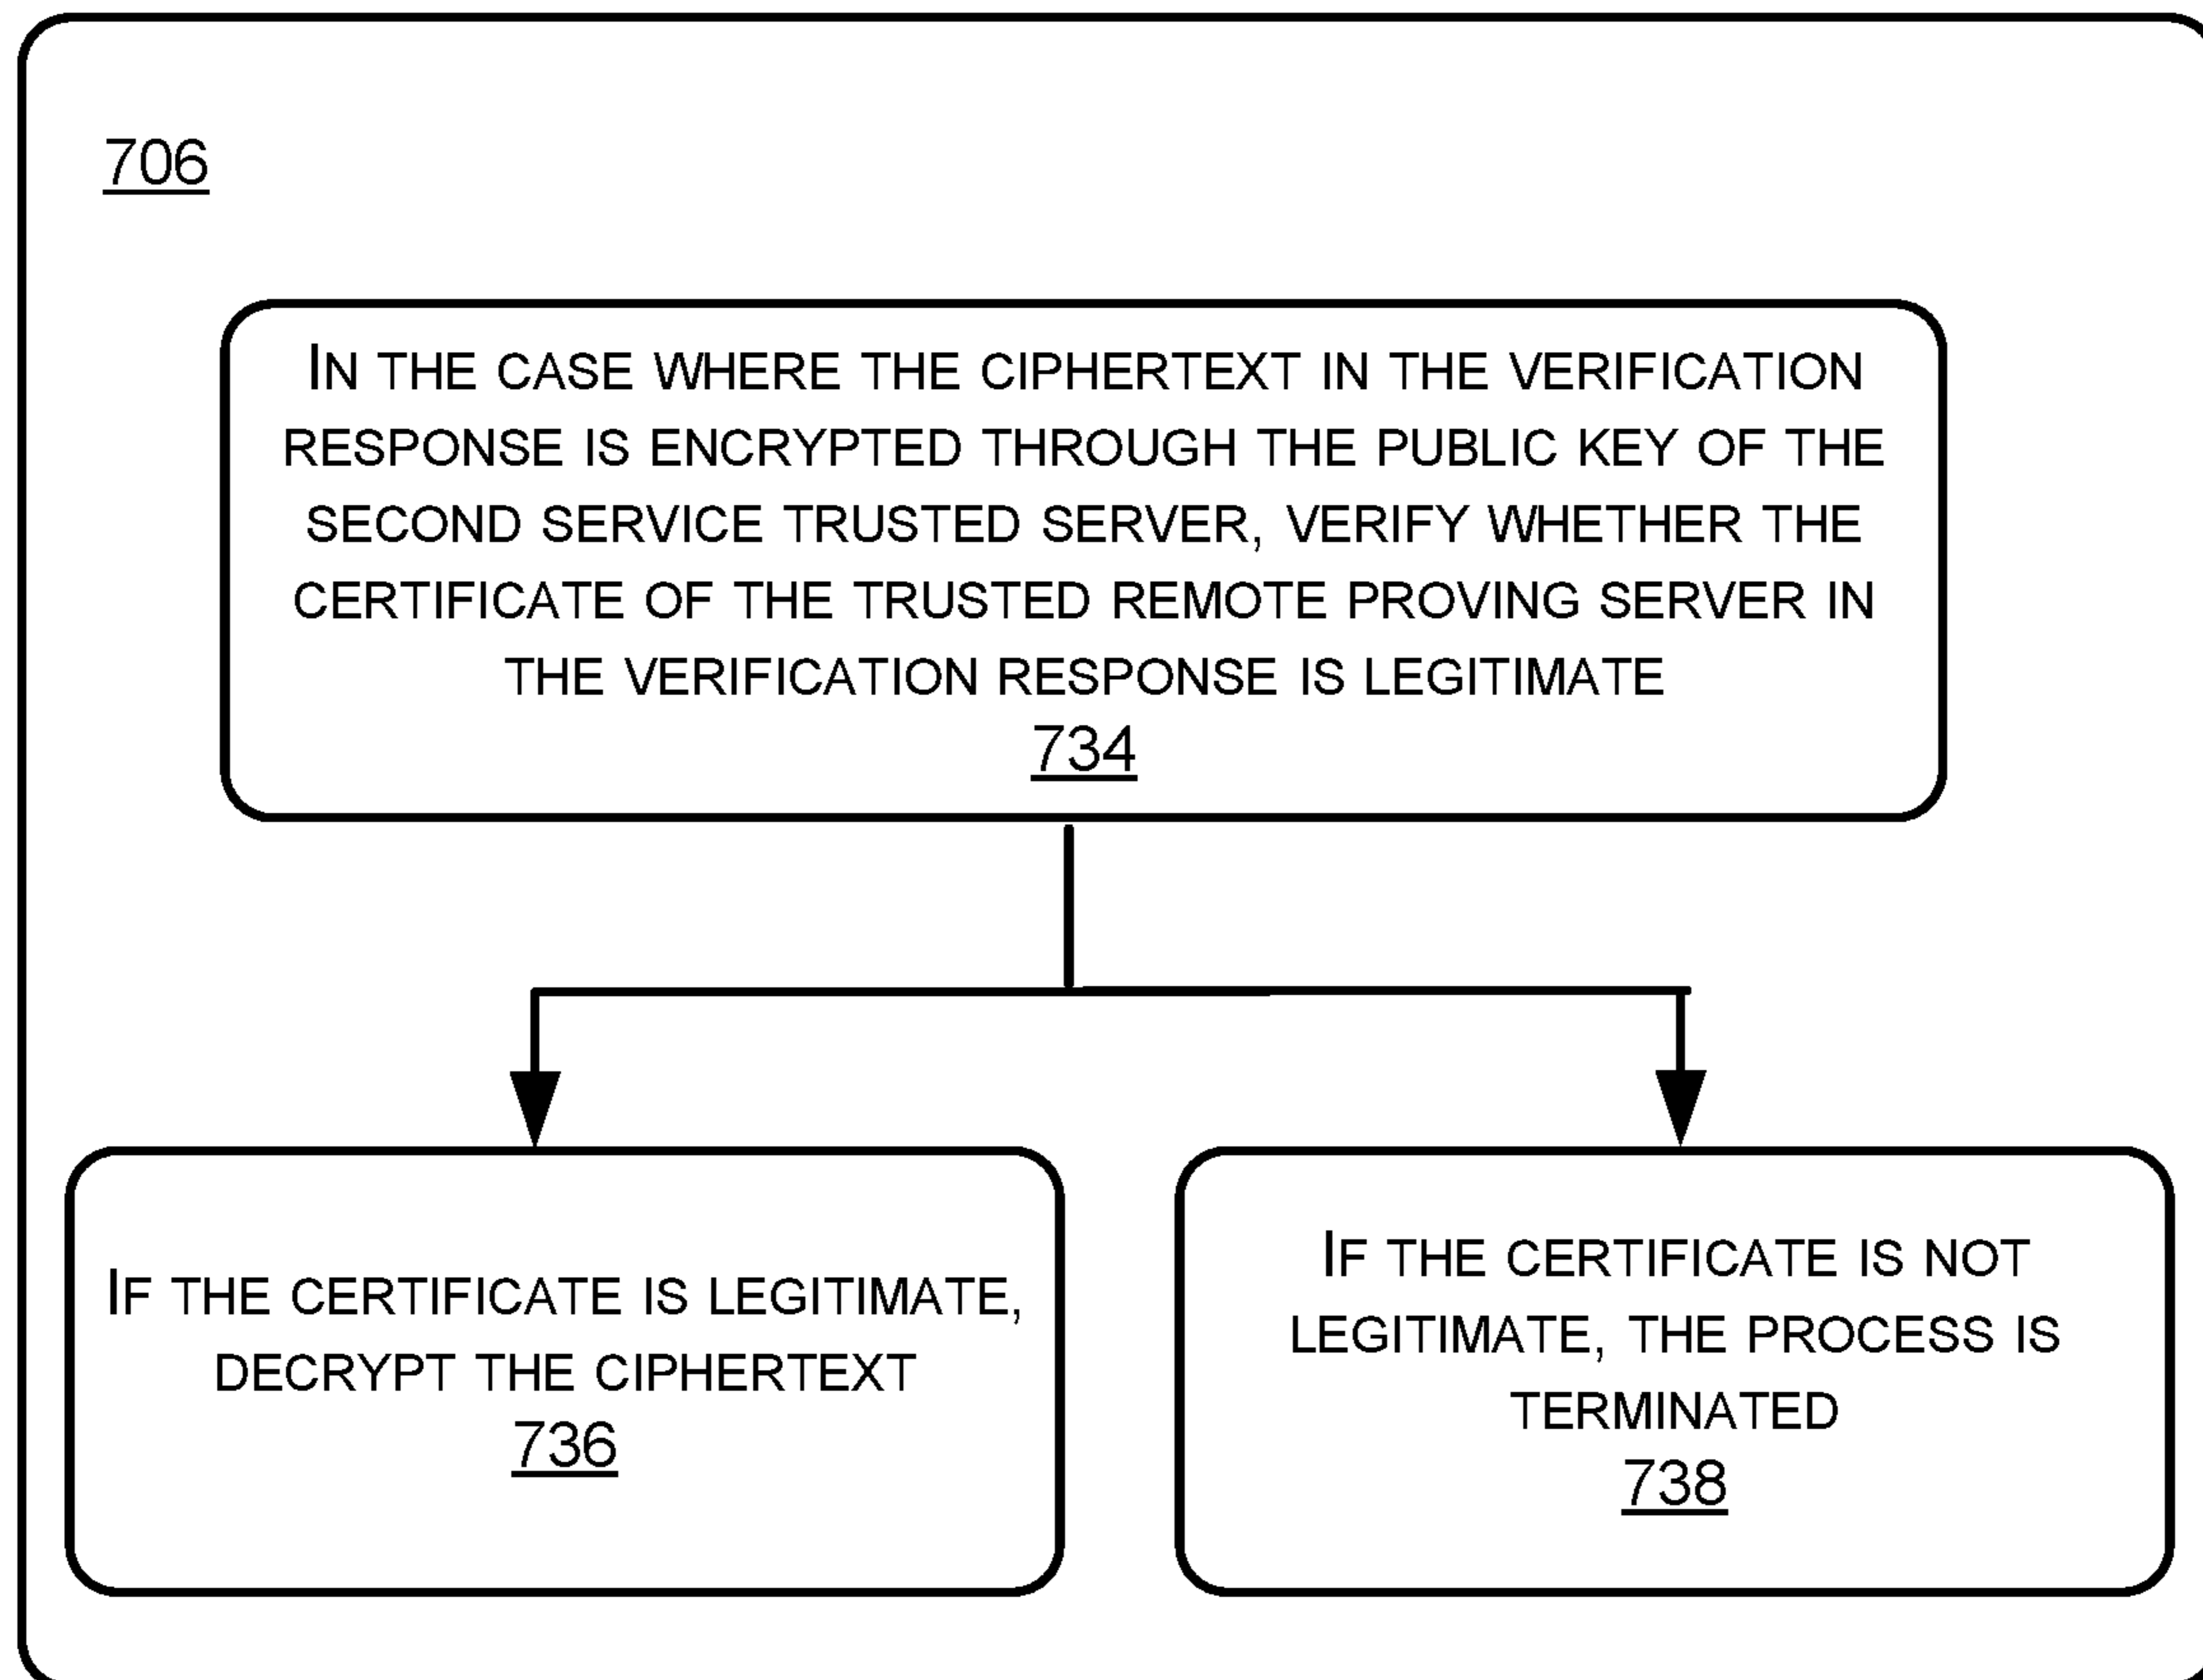 706
IN THE CASE WHERE THE CIPHERTEXT IN THE VERIFICATION
RESPONSE IS ENCRYPTED THROUGH THE PUBLIC KEY OF THE
SECOND SERVICE TRUSTED SERVER, VERIFY WHETHER THE
CERTIFICATE OF THE TRUSTED REMOTE PROVING SERVER IN
THE VERIFICATION RESPONSE IS LEGITIMATE
734
IF THE CERTIFICATE IS LEGITIMATE,
DECRYPT THE CIPHERTEXT
736
IF THE CERTIFICATE IS NOT
LEGITIMATE, THE PROCESS IS
TERMINATED
738